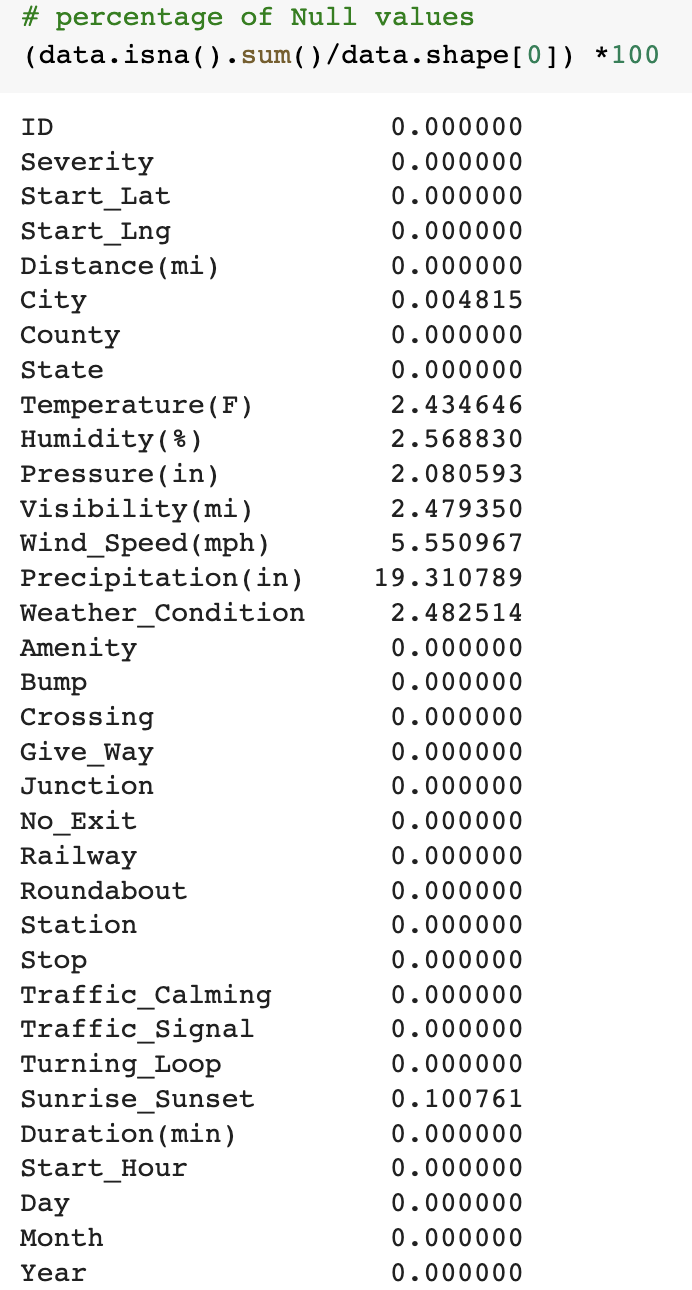 # percentage of Null values
(data.isna().sum()/data.shape[0]) *100
ID 0.000000
Severity 0.000000
Start_Lat 0.000000
Start_Lng 0.000000
Distance(mi) 0.000000
City 0.004815
County 0.000000
State 0.000000
Temperature(F) 2.434646
Humidity(%) 2.568830
Pressure(in) 2.080593
Visibility(mi) 2.479350
Wind_Speed(mph) 5.550967
Precipitation(in) 19.310789
Weather_Condition 2.482514
Amenity 0.000000
Bump 0.000000
Crossing 0.000000
Give_Way 0.000000
Junction 0.000000
No_Exit 0.000000
Railway 0.000000
Roundabout 0.000000
Station 0.000000
Stop 0.000000
Traffic_Calming 0.000000
Traffic_Signal 0.000000
Turning_Loop 0.000000
Sunrise_Sunset 0.100761
Duration(min) 0.000000
Start_Hour 0.000000
Day 0.000000
Month 0.000000
Year 0.000000